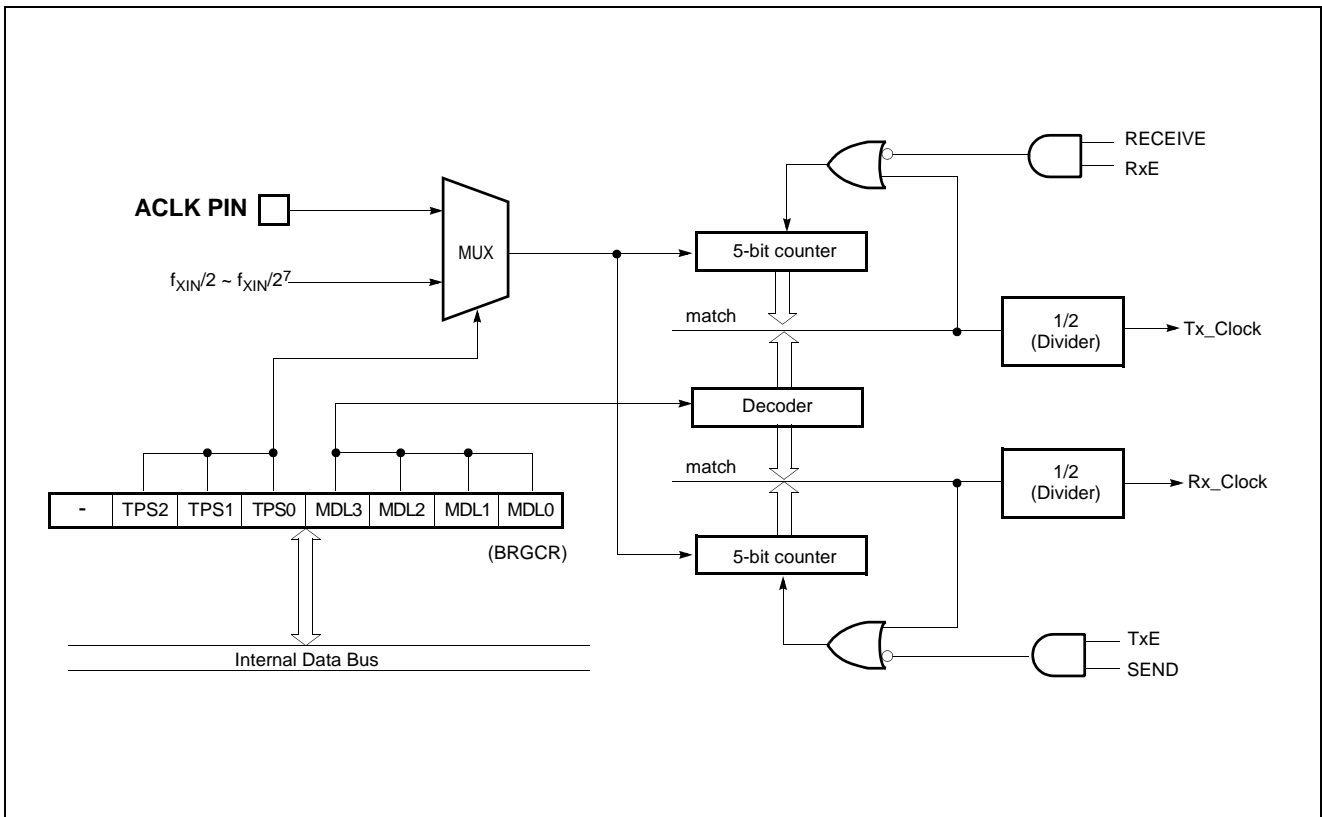 RECEIVE
RxE
ACLK PIN
MUX
5-bit counter
fXIN/2 ~ fXIN/2⁷
match
1/2
(Divider)
Tx_Clock
Decoder
match
1/2
(Divider)
Rx_Clock
- TPS2 TPS1 TPS0 MDL3 MDL2 MDL1 MDL0
(BRGCR)
5-bit counter
TxE
SEND
Internal Data Bus